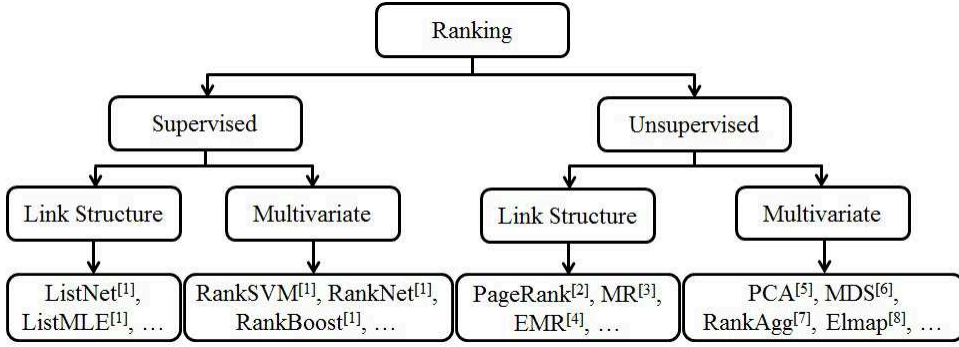 Ranking
Supervised
Unsupervised
Link Structure
Multivariate
Link Structure
Multivariate
ListNet[1],
ListMLE[1], …
RankSVM[1], RankNet[1],
RankBoost[1], …
PageRank[2], MR[3],
EMR[4], …
PCA[5], MDS[6],
RankAgg[7], Elmap[8], …